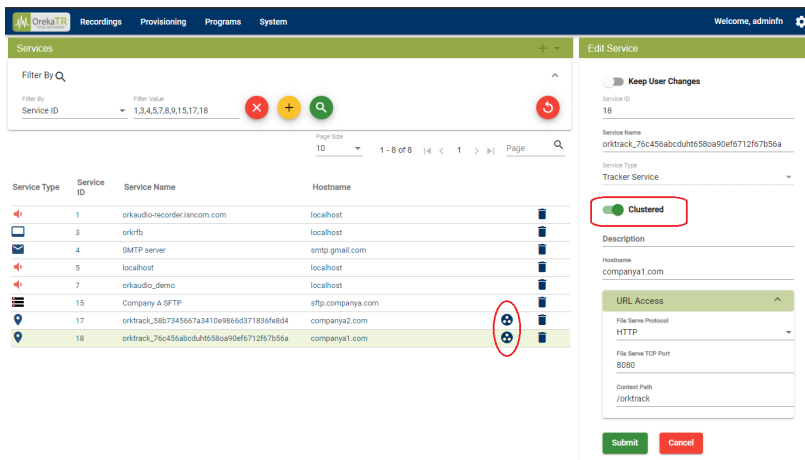 OrekaTR Recordings Provisioning Programs System Welcome, adminfn
Services
Filter By
Filter By
Service ID
Filter Value
1,3,4,5,7,8,9,15,17,18
Page Size
10
1 - 8 of 8
1
Page
Service Type Service ID Service Name Hostname
1 orkaudio-recorder.isncom.com localhost
3 orkrfb localhost
4 SMTP server smtp.gmail.com
5 localhost localhost
7 orkaudio_demo localhost
15 Company A SFTP sftp.companya.com
17 orktrack_58b7345667a3410e9866d371836fe8d4 companya2.com
18 orktrack_76c456abcduht658oa90ef6712f67b56a companya1.com
Edit Service
Keep User Changes
Service ID
18
Service Name
orktrack_76c456abcduht658oa90ef6712f67b56a
Service Type
Tracker Service
Clustered
Description
Hostname
companya1.com
URL Access
File Serve Protocol
HTTP
File Serve TCP Port
8080
Context Path
/orktrack
Submit Cancel